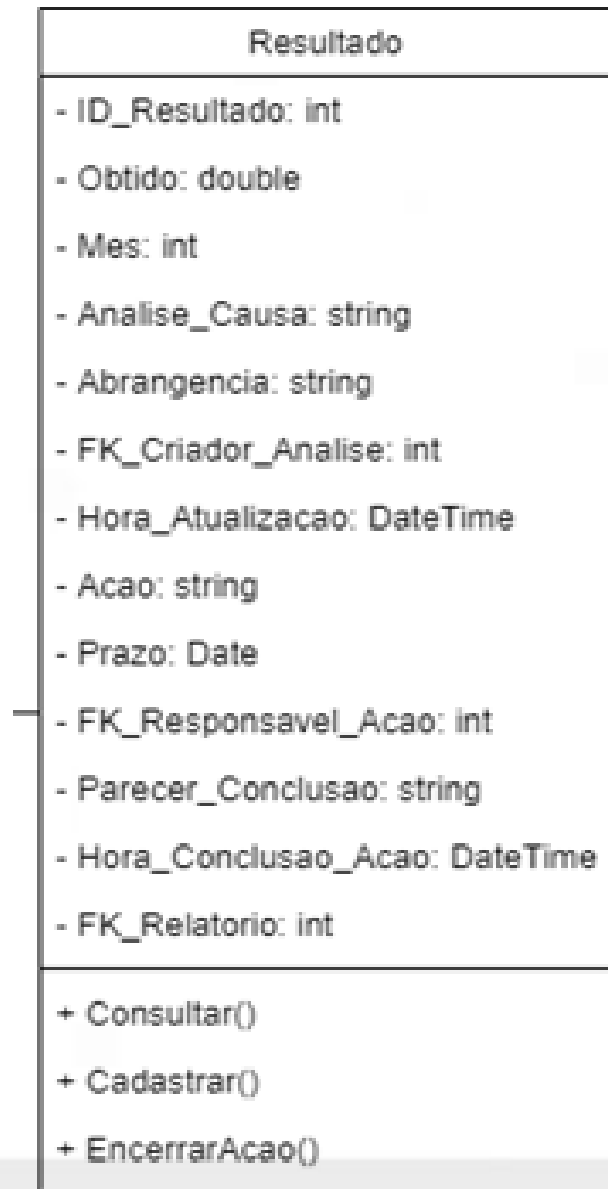 Resultado
- ID_Resultado: int
- Obtido: double
- Mes: int
- Analise_Causa: string
- Abrangencia: string
- FK_Criador_Analise: int
- Hora_Atualizacao: DateTime
- Acao: string
- Prazo: Date
- FK_Responsavel_Acao: int
- Parecer_Conclusao: string
- Hora_Conclusao_Acao: DateTime
- FK_Relatorio: int
+ Consultar()
+ Cadastrar()
+ EncerrarAcao()